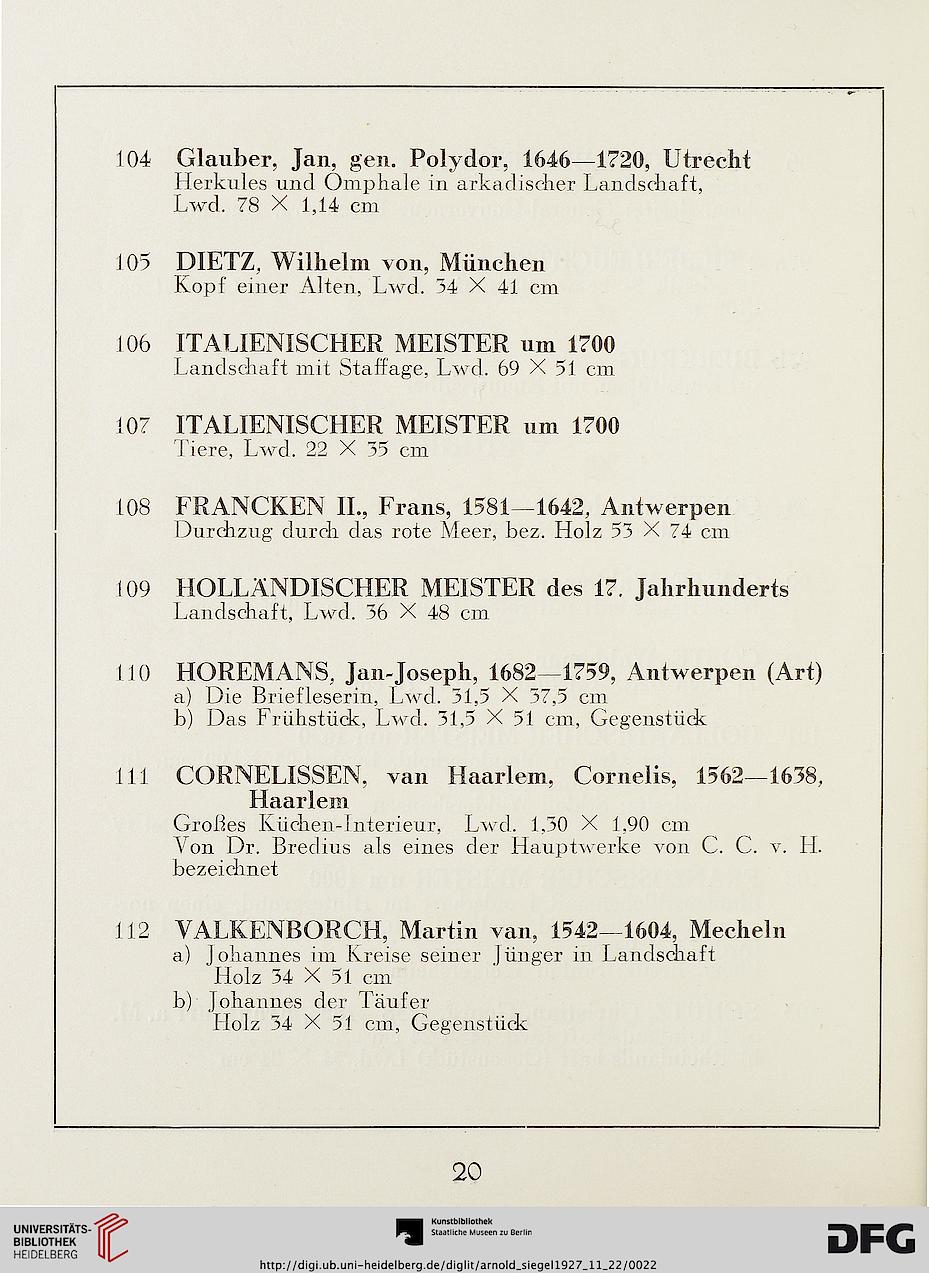 104 Glauber, Jan, gen. Polydor, 1646—1720, Utrecht
Herkules und Omphale in arkadischer Landschaft,
Lwd. 78 × 1,14 cm
105 DIETZ, Wilhelm von, München
Kopf einer Alten, Lwd. 34 × 41 cm
106 ITALIENISCHER MEISTER um 1700
Landschaft mit Staffage, Lwd. 69 × 51 cm
107 ITALIENISCHER MEISTER um 1700
Tiere, Lwd. 22 × 35 cm
108 FRANCKEN II., Frans, 1581—1642, Antwerpen
Durchzug durch das rote Meer, bez. Holz 53 × 74 cm
109 HOLLÄNDISCHER MEISTER des 17. Jahrhunderts
Landschaft, Lwd. 36 × 48 cm
110 HOREMANS, Jan-Joseph, 1682—1759, Antwerpen (Art)
a) Die Briefleserin, Lwd. 31,5 × 37,5 cm
b) Das Frühstück, Lwd. 31,5 × 51 cm, Gegenstück
111 CORNELISSEN, van Haarlem, Cornelis, 1562—1638,
Haarlem
Großes Küchen-Interieur, Lwd. 1,30 × 1,90 cm
Von Dr. Bredius als eines der Hauptwerke von C. C. v. H.
bezeichnet
112 VALKENBORCH, Martin van, 1542—1604, Mecheln
a) Johannes im Kreise seiner Jünger in Landschaft
Holz 34 × 51 cm
b) Johannes der Täufer
Holz 34 × 51 cm, Gegenstück
20
UNIVERSITÄTS-
BIBLIOTHEK
HEIDELBERG
Kunstbibliothek
Staatliche Museen zu Berlin
DFG
http://digi.ub.uni-heidelberg.de/diglit/arnold_siegel1927_11_22/0022